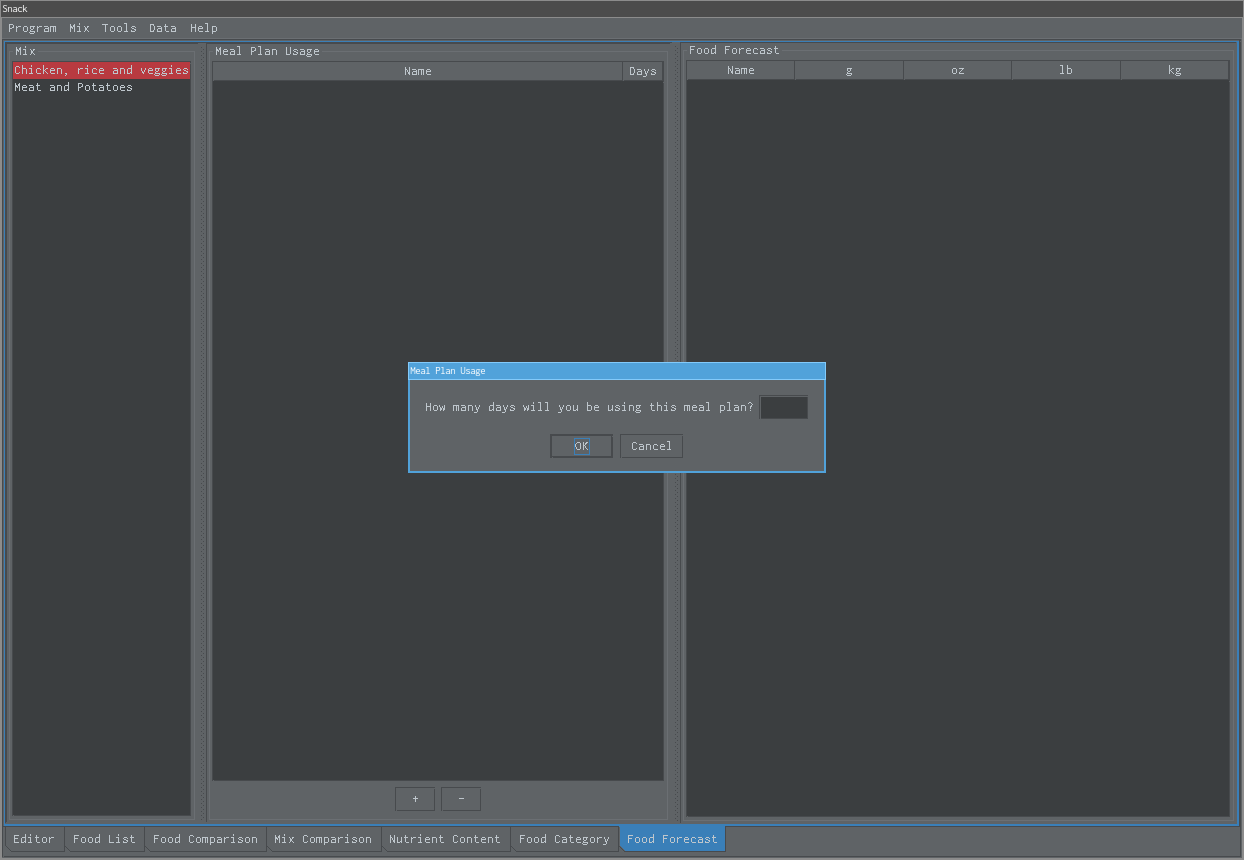 Snack
Program Mix Tools Data Help
Mix
Chicken, rice and veggies
Meat and Potatoes
Meal Plan Usage
Name Days
Food Forecast
Name g oz lb kg
Meal Plan Usage
How many days will you be using this meal plan?
OK Cancel
+ -
Editor Food List Food Comparison Mix Comparison Nutrient Content Food Category Food Forecast